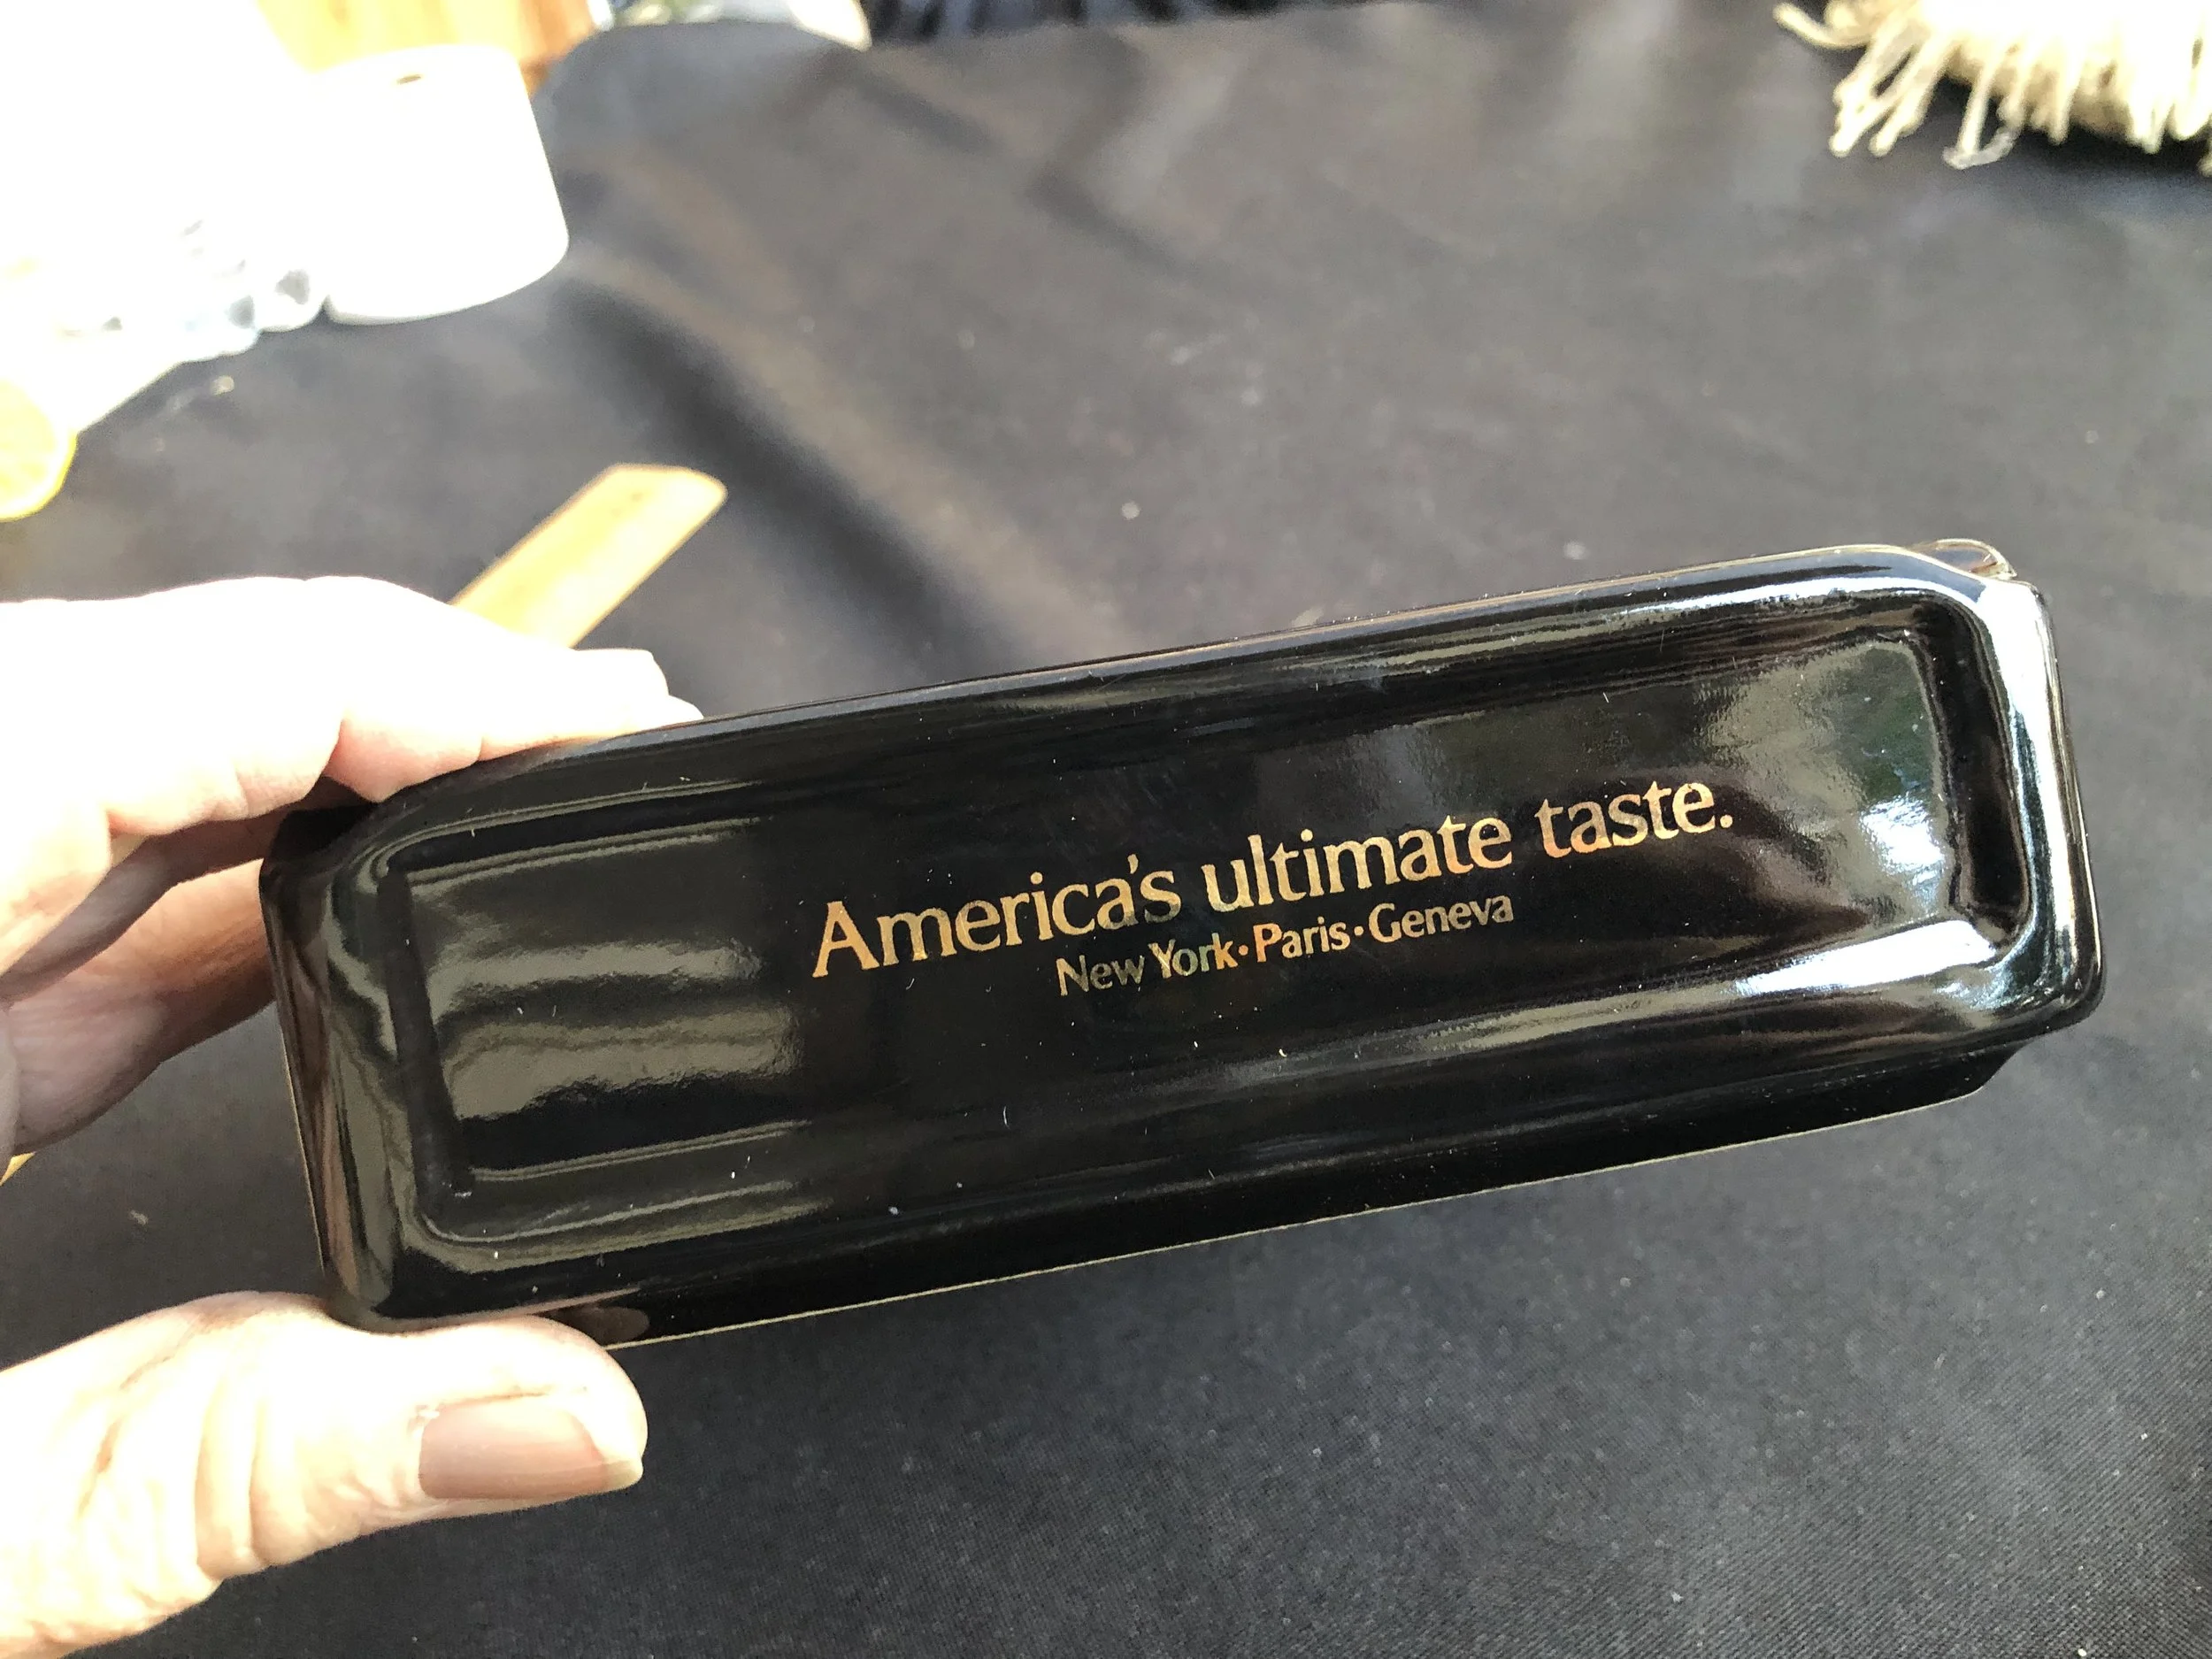 America's ultimate taste.
New York·Paris·Geneva